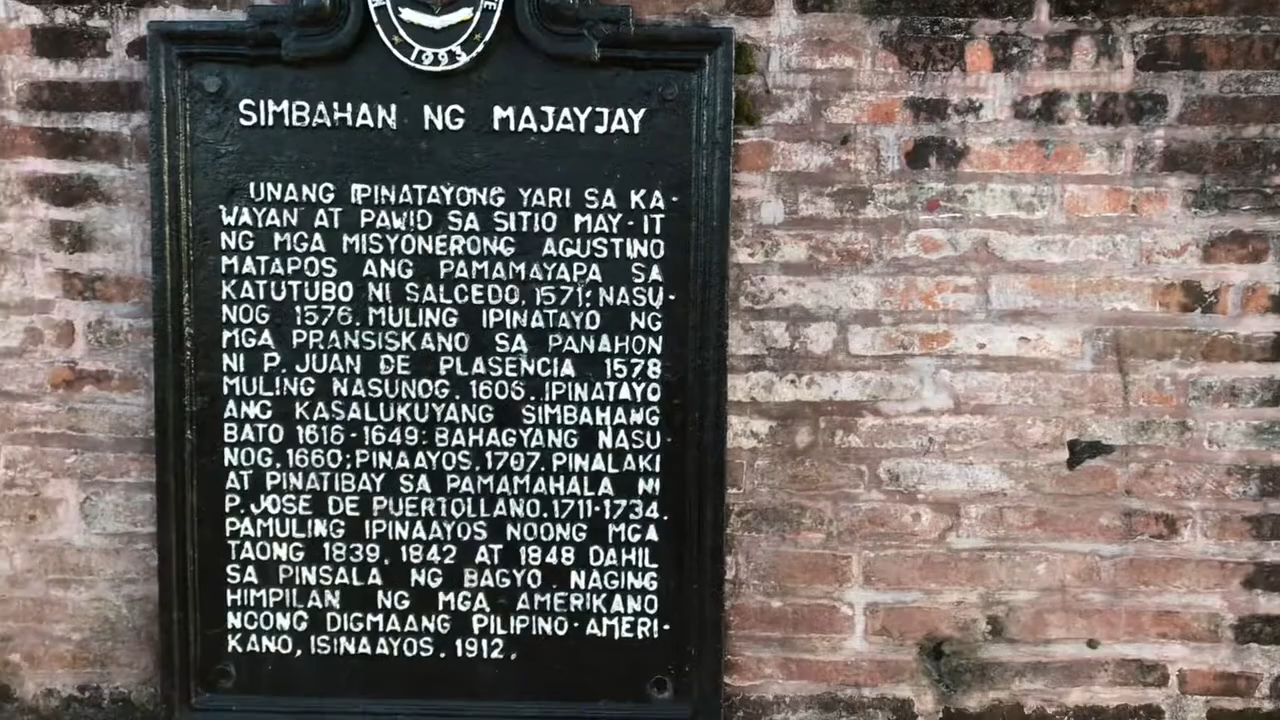 1993
SIMBAHAN NG MAJAYJAY
UNANG IPINATAYONG YARI SA KA-
WAYAN AT PAWID SA SITIO MAY-IT
NG MGA MISYONERONG AGUSTINO
MATAPOS ANG PAMAMAYAPA SA
KATUTUBO NI SALCEDO, 1571; NASU-
NOG 1576. MULING IPINATAYO NG
MGA PRANSISKANO SA PANAHON
NI P. JUAN DE PLASENCIA 1578
MULING NASUNOG, 1606. IPINATAYO
ANG KASALUKUYANG SIMBAHANG
BATO 1616-1649: BAHAGYANG NASU-
NOG, 1660; PINAAYOS, 1707. PINALAKI
AT PINATIBAY SA PAMAMAHALA NI
P. JOSE DE PUERTOLLANO, 1711-1734.
PAMULING IPINAAYOS NOONG MGA
TAONG 1839, 1842 AT 1848 DAHIL
SA PINSALA NG BAGYO. NAGING
HIMPILAN NG MGA AMERIKANO
NOONG DIGMAANG PILIPINO-AMERI-
KANO, ISINAAYOS, 1912.